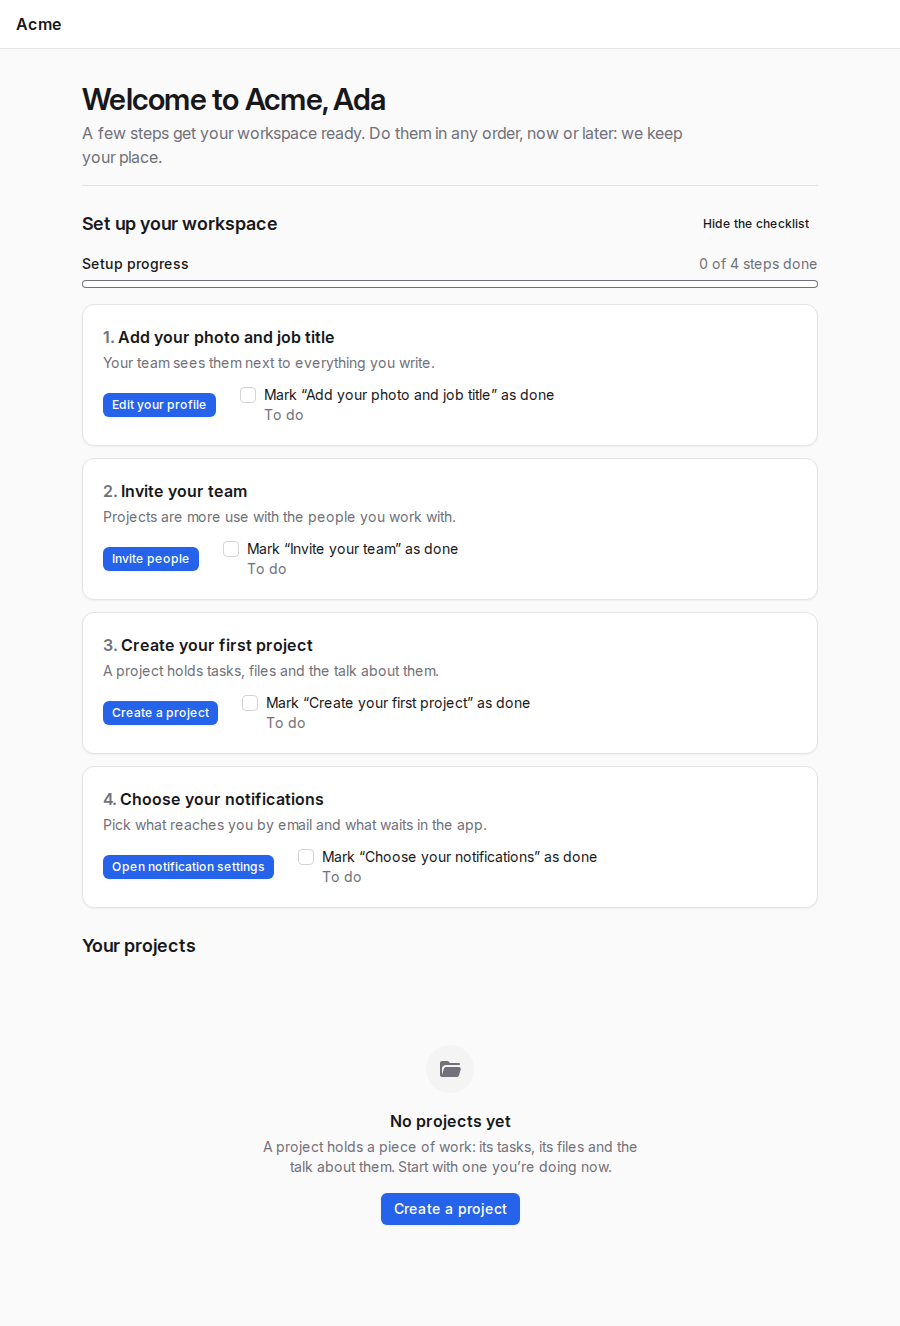 Acme
Welcome to Acme, Ada
A few steps get your workspace ready. Do them in any order, now or later: we keep
your place.
Set up your workspace
Hide the checklist
Setup progress
0 of 4 steps done
1. Add your photo and job title
Your team sees them next to everything you write.
Edit your profile
Mark “Add your photo and job title” as done
To do
2. Invite your team
Projects are more use with the people you work with.
Invite people
Mark “Invite your team” as done
To do
3. Create your first project
A project holds tasks, files and the talk about them.
Create a project
Mark “Create your first project” as done
To do
4. Choose your notifications
Pick what reaches you by email and what waits in the app.
Open notification settings
Mark “Choose your notifications” as done
To do
Your projects
No projects yet
A project holds a piece of work: its tasks, its files and the
talk about them. Start with one you’re doing now.
Create a project